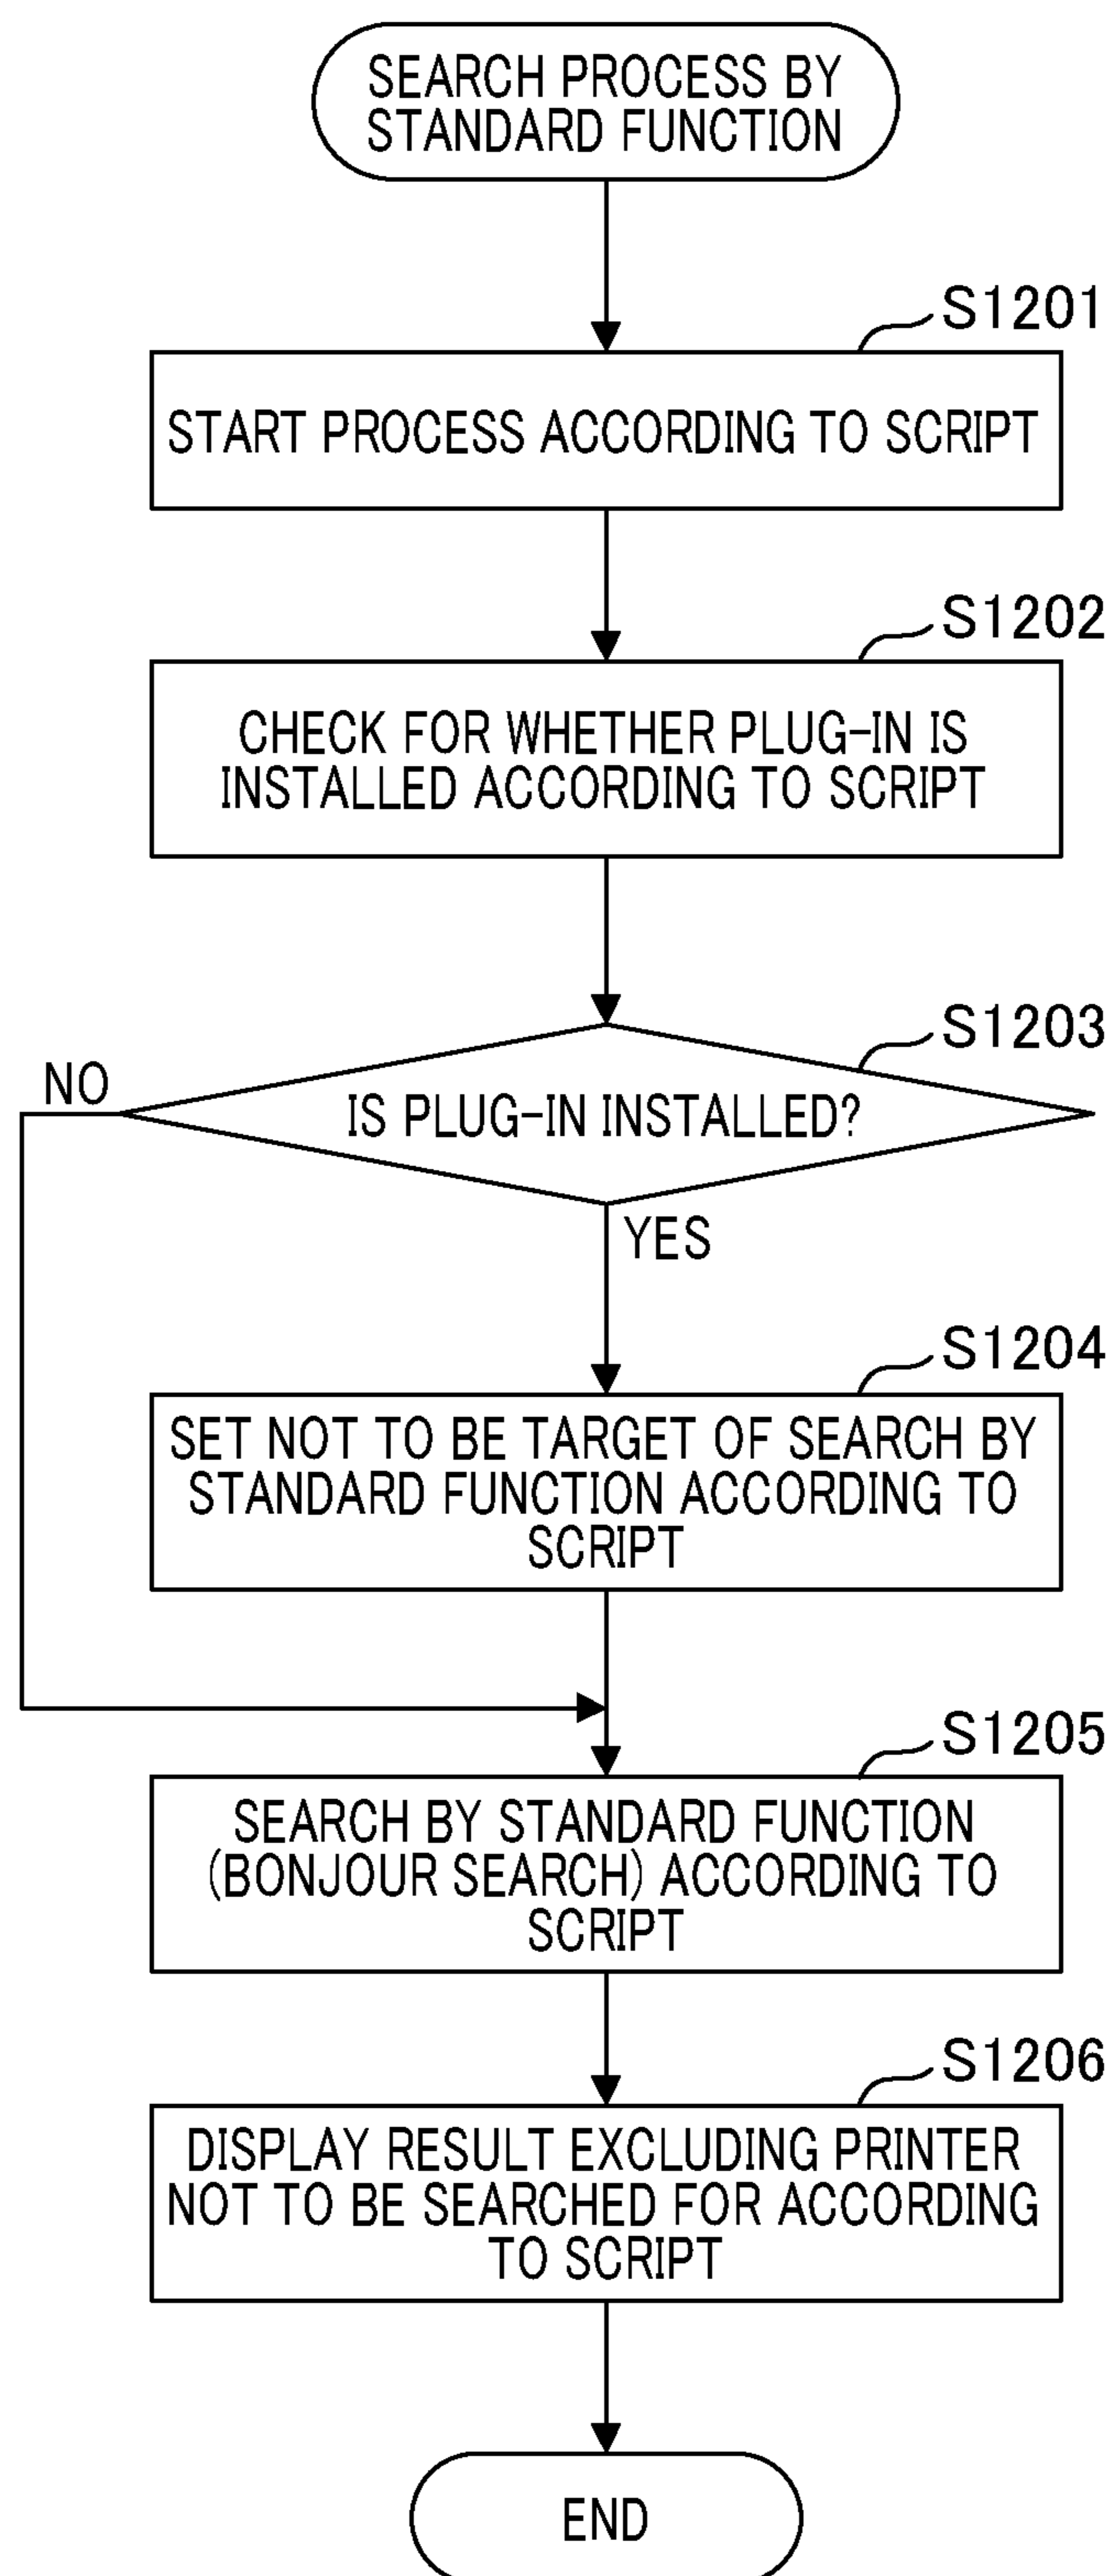 SEARCH PROCESS BY
STANDARD FUNCTION
S1201
START PROCESS ACCORDING TO SCRIPT
S1202
CHECK FOR WHETHER PLUG-IN IS
INSTALLED ACCORDING TO SCRIPT
S1203
NO
IS PLUG-IN INSTALLED?
YES
S1204
SET NOT TO BE TARGET OF SEARCH BY
STANDARD FUNCTION ACCORDING TO
SCRIPT
S1205
SEARCH BY STANDARD FUNCTION
(BONJOUR SEARCH) ACCORDING TO
SCRIPT
S1206
DISPLAY RESULT EXCLUDING PRINTER
NOT TO BE SEARCHED FOR ACCORDING
TO SCRIPT
END